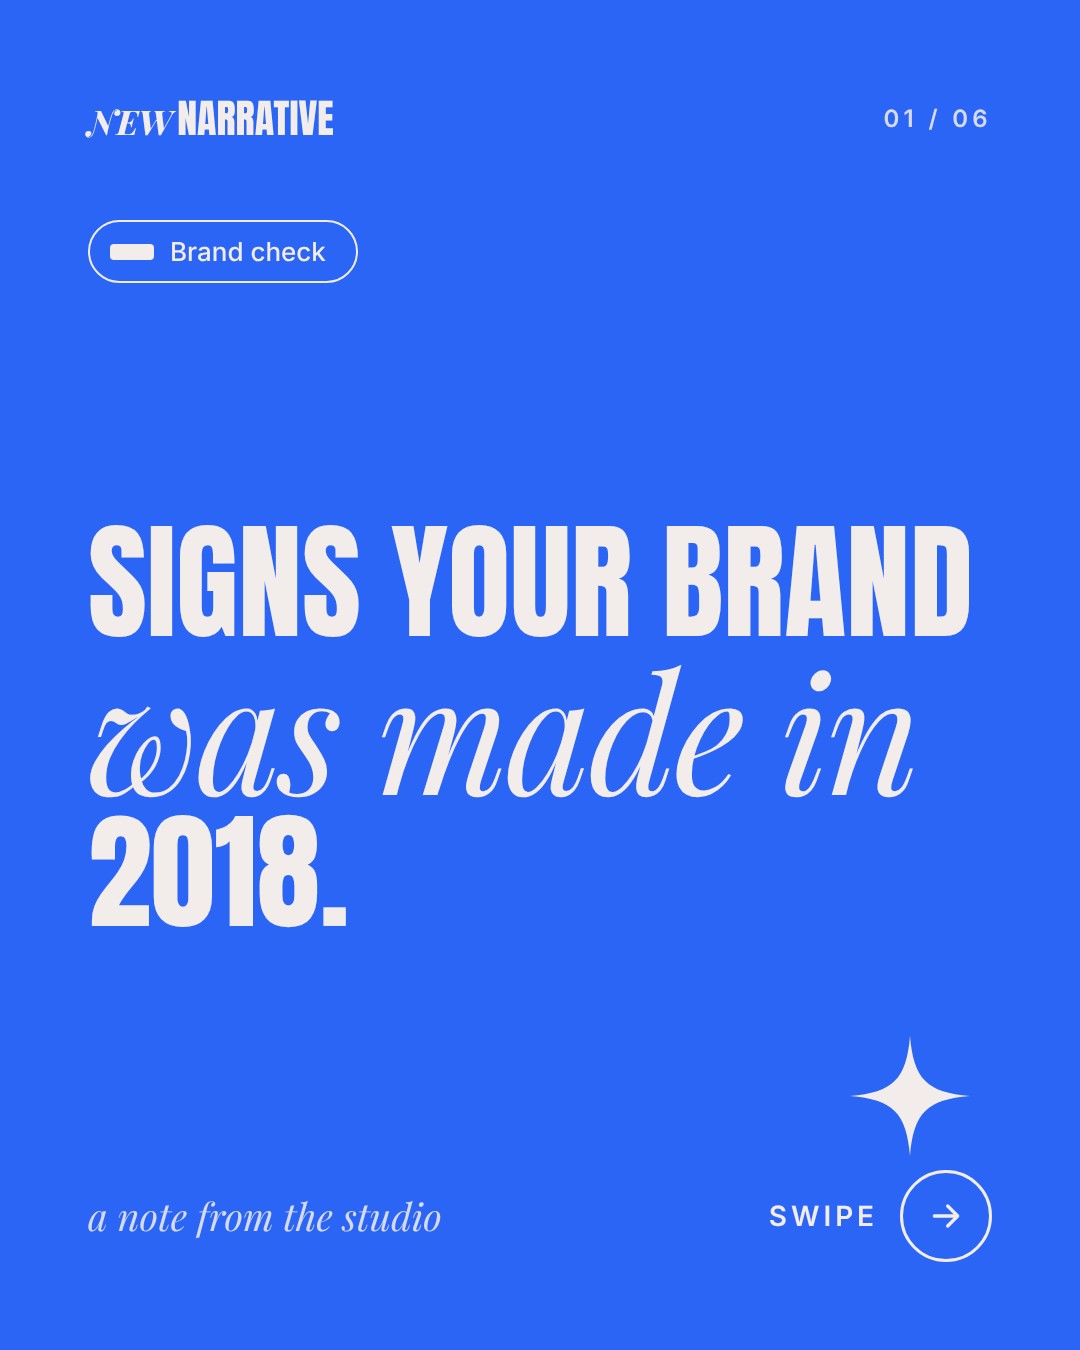 NEW NARRATIVE
01 / 06
Brand check
SIGNS YOUR BRAND
was made in
2018.
a note from the studio
SWIPE